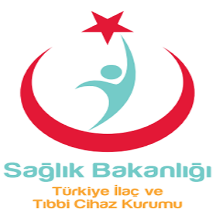 Sağlık Bakanlığı
Türkiye İlaç ve
Tıbbi Cihaz Kurumu